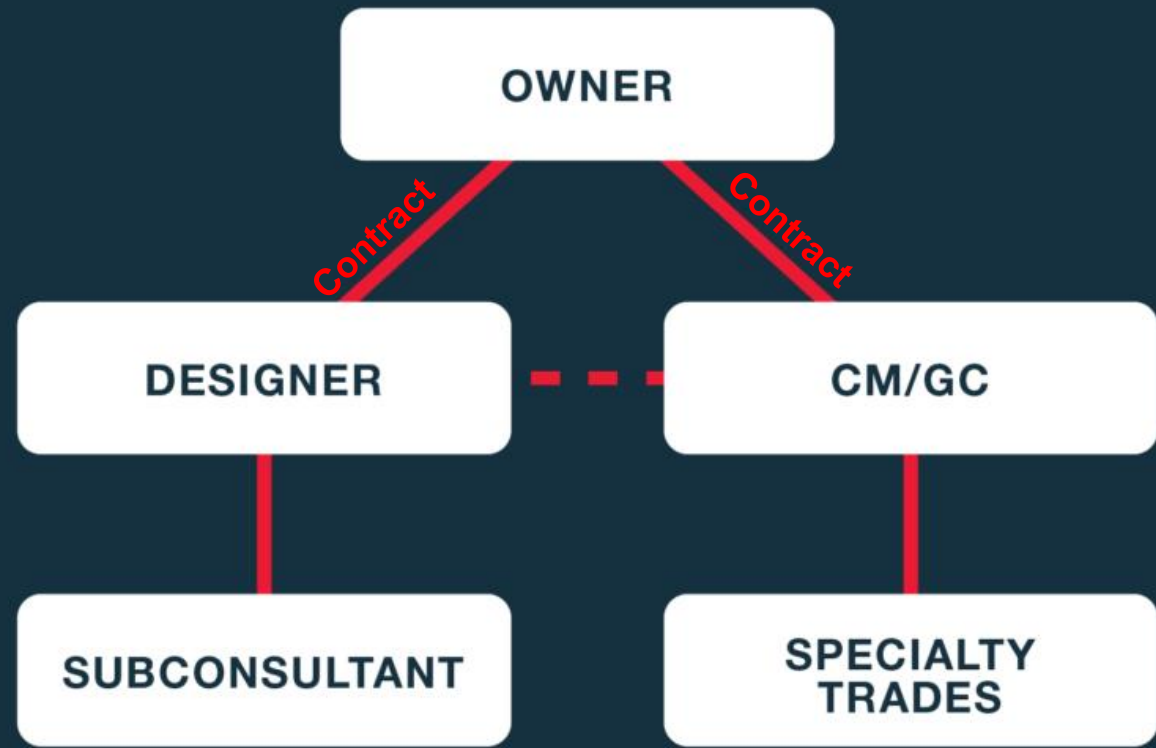 OWNER
Contract
Contract
DESIGNER
CM/GC
SUBCONSULTANT
SPECIALTY
TRADES